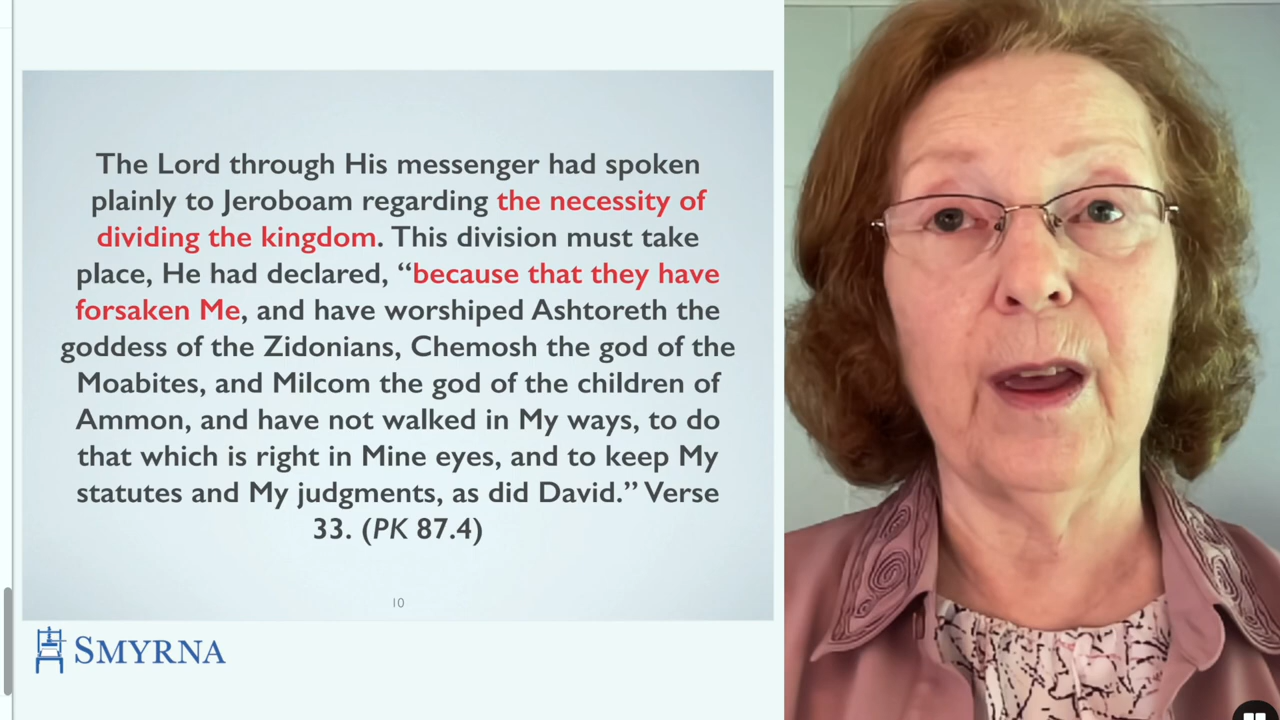 The Lord through His messenger had spoken
plainly to Jeroboam regarding the necessity of
dividing the kingdom. This division must take
place, He had declared, “because that they have
forsaken Me, and have worshiped Ashtoreth the
goddess of the Zidonians, Chemosh the god of the
Moabites, and Milcom the god of the children of
Ammon, and have not walked in My ways, to do
that which is right in Mine eyes, and to keep My
statutes and My judgments, as did David.” Verse
33. (PK 87.4)
10
SMYRNA